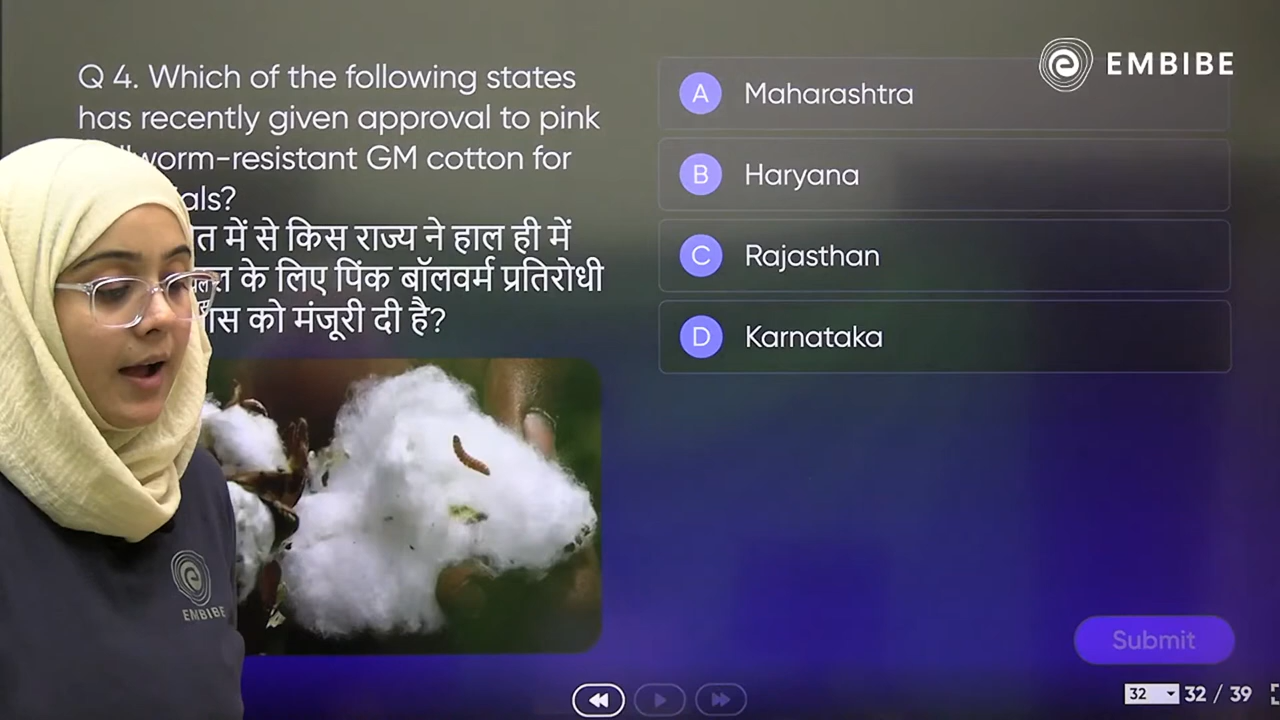 EMBIBE
Q 4. Which of the following states
has recently given approval to pink
worm-resistant GM cotton for
als?
त में से किस राज्य ने हाल ही में
के लिए पिंक बॉलवर्म प्रतिरोधी
ास को मंजूरी दी है?
A Maharashtra
B Haryana
C Rajasthan
D Karnataka
EMBIBE
Submit
32 32 / 39